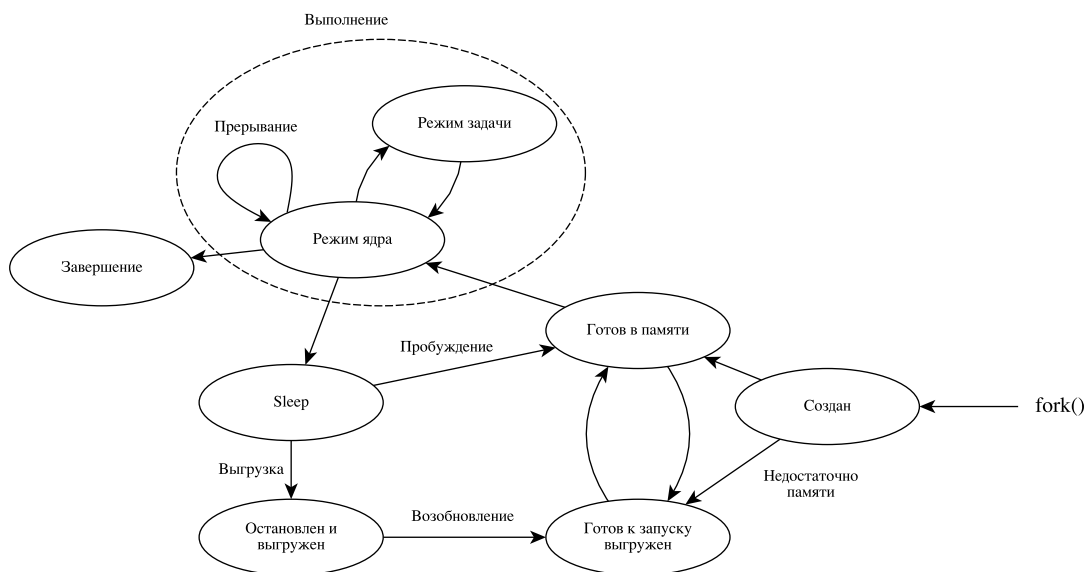 Выполнение
Режим задачи
Прерывание
Режим ядра
Завершение
Готов в памяти
Пробуждение
Sleep
Создан
fork()
Выгрузка
Недостаточно
памяти
Возобновление
Остановлен и
выгружен
Готов к запуску
выгружен